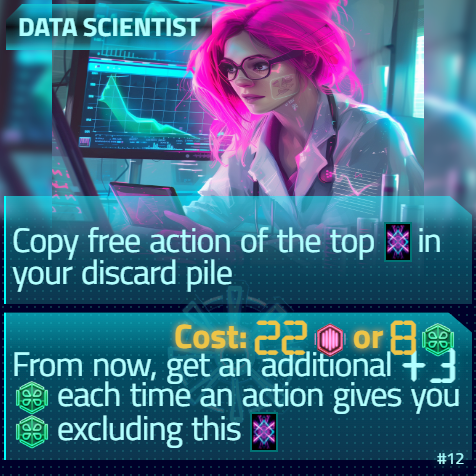 DATA SCIENTIST
Copy free action of the top in
your discard pile
Cost: 22 or 8
From now, get an additional +3
each time an action gives you
excluding this
#12